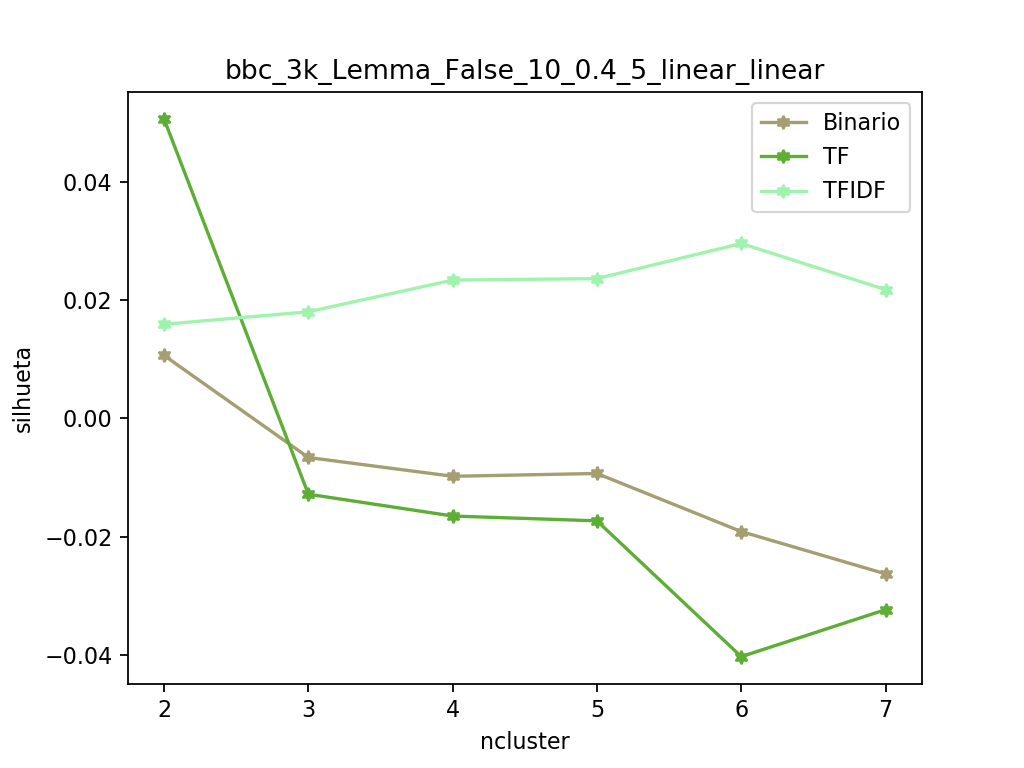 bbc_3k_Lemma_False_10_0.4_5_linear_linear
Binario
TF
TFIDF
0.04
0.02
0.00
−0.02
−0.04
silhueta
2 3 4 5 6 7
ncluster